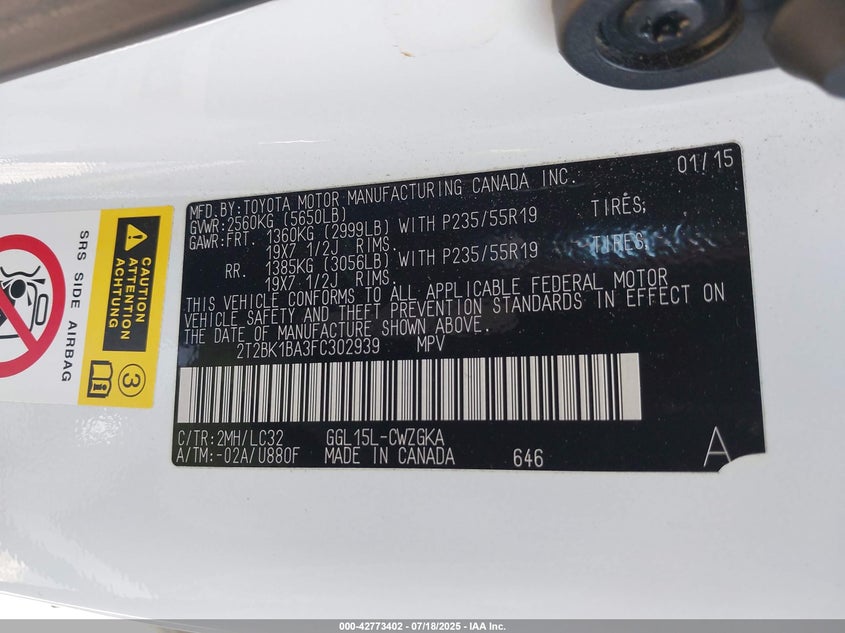 01/15
MFD.BY:TOYOTA MOTOR MANUFACTURING CANADA INC.
GVWR:2560KG (5650LB)
GAWR:FRT. 1360KG (2999LB) WITH P235/55R19 TIRES,
19X7 1/2J RIMS.
RR. 1385KG (3056LB) WITH P235/55R19 TIRES,
19X7 1/2J RIMS.
THIS VEHICLE CONFORMS TO ALL APPLICABLE FEDERAL MOTOR
VEHICLE SAFETY AND THEFT PREVENTION STANDARDS IN EFFECT ON
THE DATE OF MANUFACTURE SHOWN ABOVE.
2T2BK1BA3FC302939 MPV
C/TR:2MH/LC32 GGL15L-CWZGKA
A/TM:-02A/U880F MADE IN CANADA 646
A
SRS SIDE AIRBAG
CAUTION
ATTENTION
ACHTUNG
3
000-42773402 - 07/18/2025 - IAA Inc.